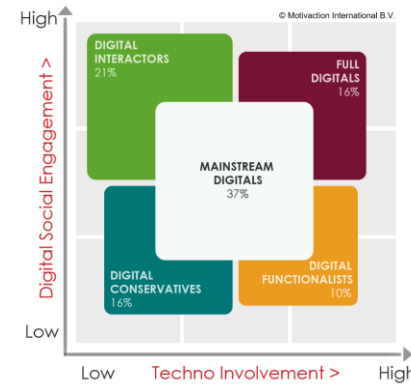 © Motivaction International B.V.
High
DIGITAL
INTERACTORS
21%
FULL
DIGITALS
16%
MAINSTREAM
DIGITALS
37%
DIGITAL
CONSERVATIVES
16%
DIGITAL
FUNCTIONALISTS
10%
Digital Social Engagement >
Low
Low
Techno Involvement >
High